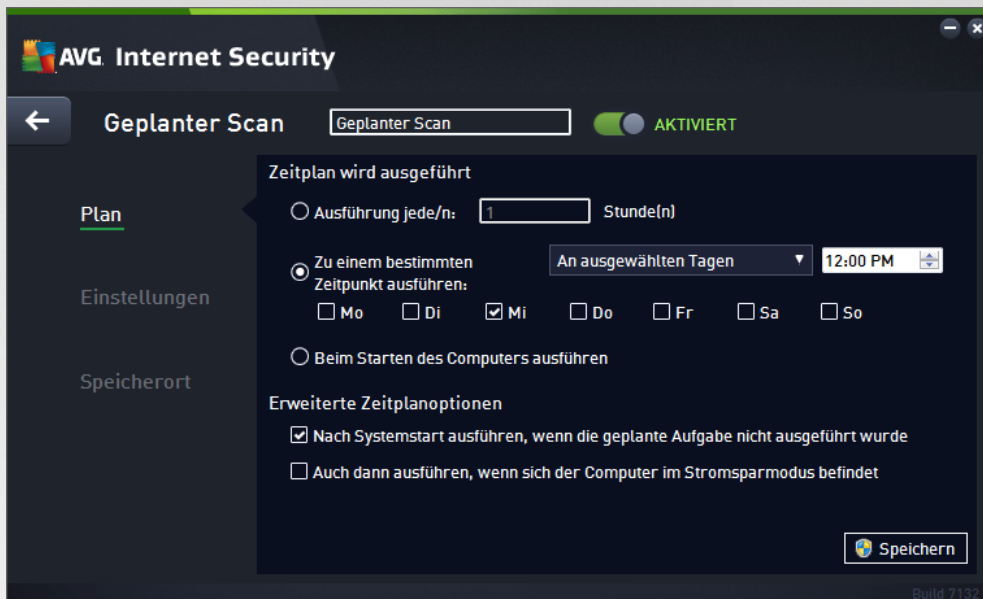 AVG. Internet Security
Geplanter Scan
Geplanter Scan
AKTIVIERT
Plan
Einstellungen
Speicherort
Zeitplan wird ausgeführt
Ausführung jede/n: 1 Stunde(n)
Zu einem bestimmten
Zeitpunkt ausführen:
An ausgewählten Tagen
12:00 PM
Mo Di Mi Do Fr Sa So
Beim Starten des Computers ausführen
Erweiterte Zeitplanoptionen
Nach Systemstart ausführen, wenn die geplante Aufgabe nicht ausgeführt wurde
Auch dann ausführen, wenn sich der Computer im Stromsparmodus befindet
Speichern
Build 7132